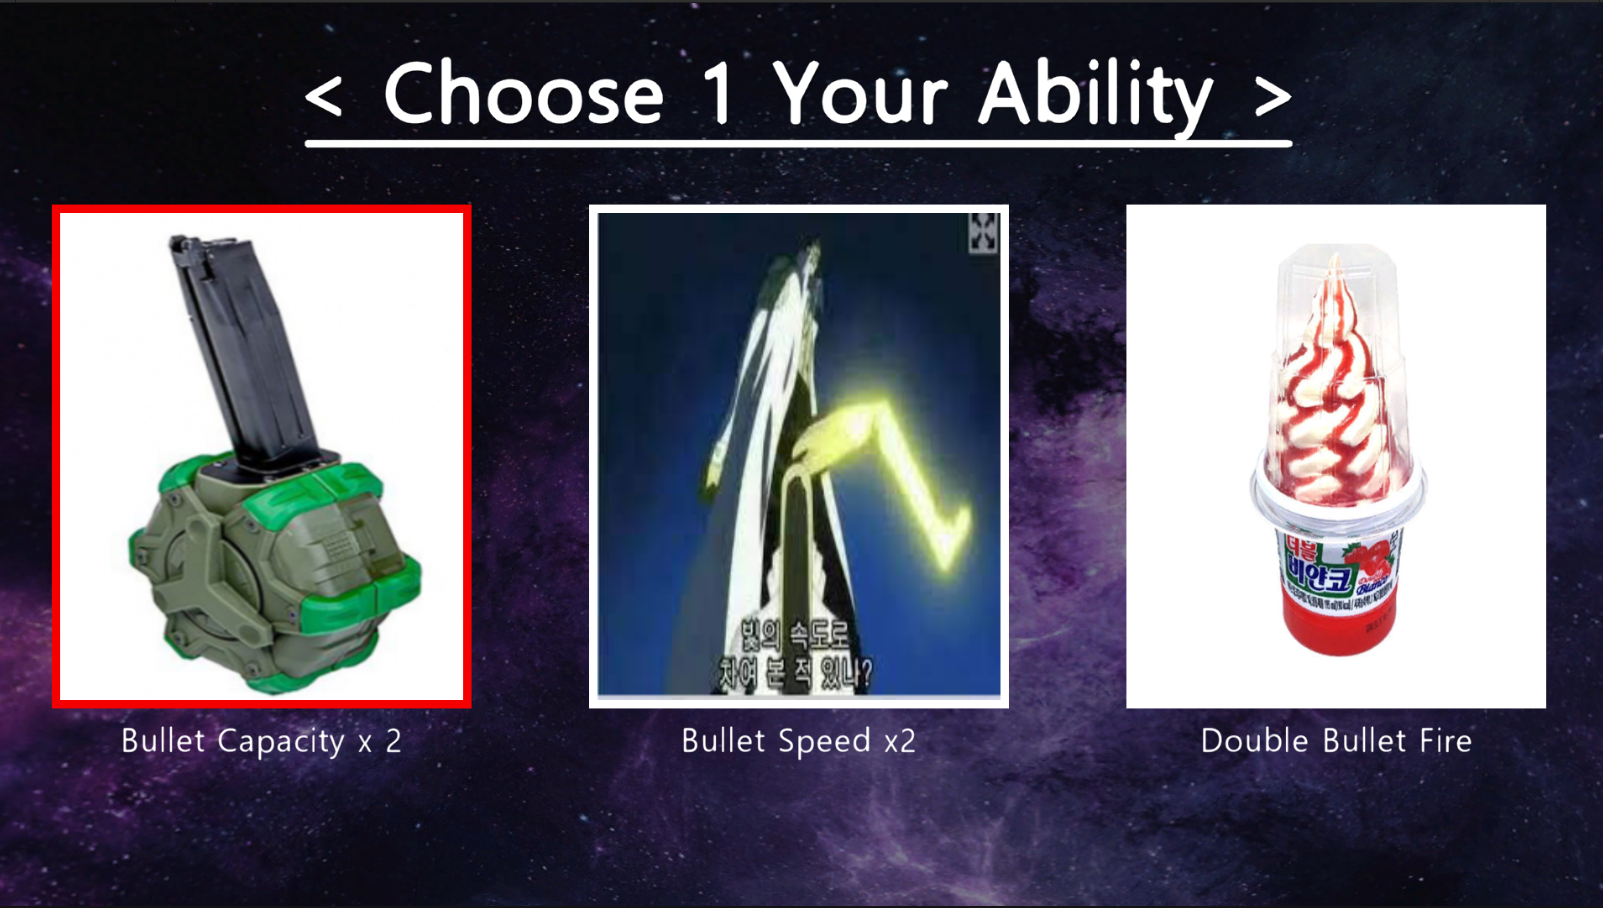 < Choose 1 Your Ability >
빛의 속도로
차여 본 적 있나?
더블
비얀코
Bullet Capacity x 2
Bullet Speed x2
Double Bullet Fire